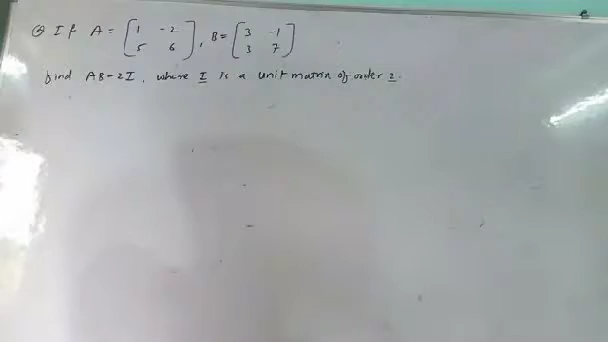 Q If A = [ 1 -2 ], B = [ 3 -1 ]
5 6 3 7
find AB-2I, where I is a unit matrix of order 2.